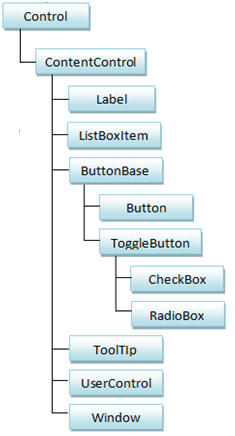 Control
ContentControl
Label
ListBoxItem
ButtonBase
Button
ToggleButton
CheckBox
RadioBox
ToolTIp
UserControl
Window